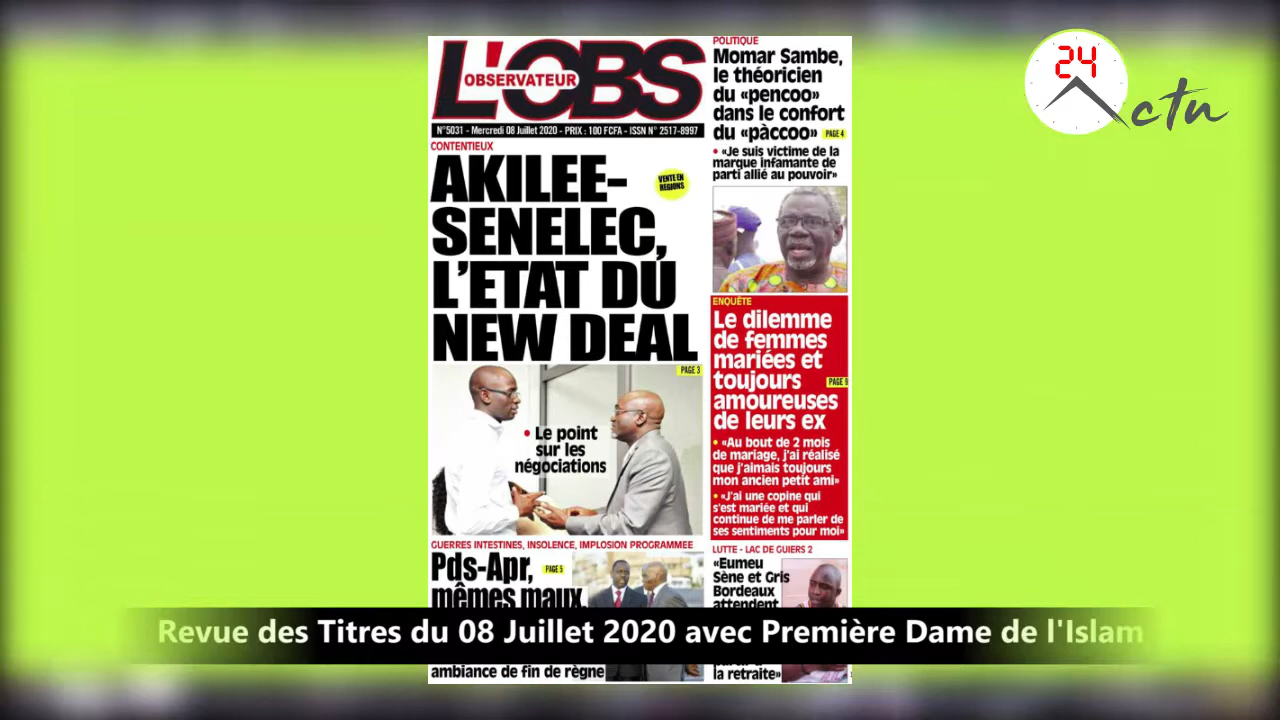 L'OBS
OBSERVATEUR
N°5031 - Mercredi 08 Juillet 2020 - PRIX : 100 FCFA - ISSN N° 2517-8997
CONTENTIEUX
AKILEE-
SENELEC,
L'ETAT DU
NEW DEAL
VENTE EN
RÉGIONS
PAGE 3
• Le point
sur les
négociations
GUERRES INTESTINES, INSOLENCE, IMPLOSION PROGRAMMEE
Pds-Apr,
PAGE 5
mêmes maux,
ambiance de fin de règne
POLITIQUE
Momar Sambe,
le théoricien
du «pencoo»
dans le confort
du «pàccoo»
PAGE 4
• «Je suis victime de la
marque infamante de
parti allié au pouvoir»
ENQUÊTE
Le dilemme
de femmes
mariées et
toujours
amoureuses
de leurs ex
PAGE 9
• «Au bout de 2 mois
de mariage, j'ai réalisé
que j'aimais toujours
mon ancien petit ami»
• «J'ai une copine qui
s'est mariée et qui
continue de me parler de
ses sentiments pour moi»
LUTTE - LAC DE GUIERS 2
«Eumeu
Sène et Gris
Bordeaux
attendent
la retraite»
24
Actu
Revue des Titres du 08 Juillet 2020 avec Première Dame de l'Islam